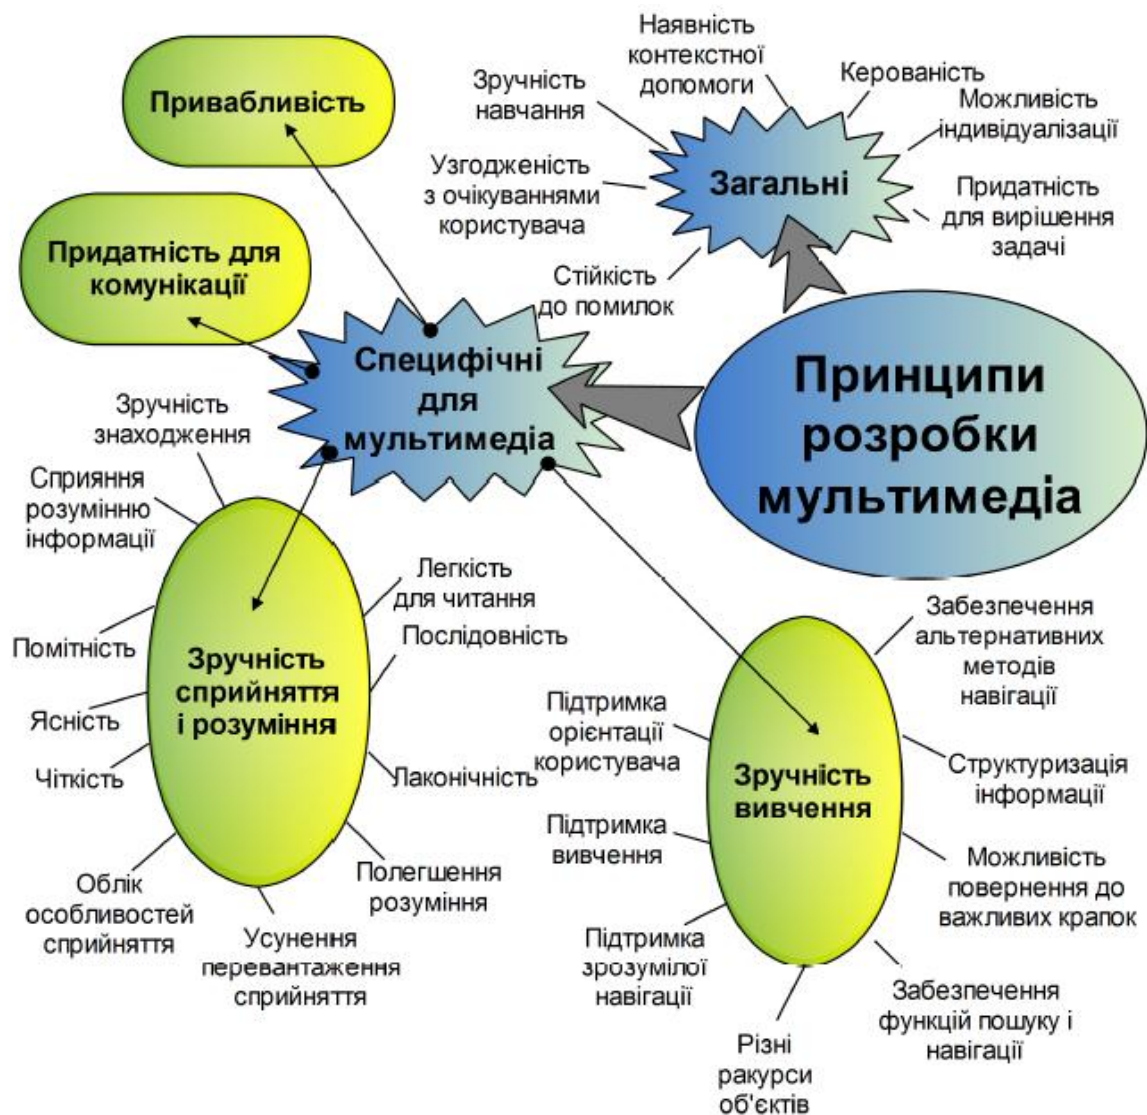 Привабливість
Придатність для
комунікації
Наявність
контекстної
допомоги
Зручність
навчання
Керованість
Можливість
індивідуалізації
Узгодженість
з очікуваннями
користувача
Загальні
Придатність
для вирішення
задачі
Стійкість
до помилок
Специфічні
для
мультимедіа
Принципи
розробки
мультимедіа
Зручність
знаходження
Сприяння
розумінню
інформації
Помітність
Ясність
Чіткість
Облік
особливостей
сприйняття
Зручність
сприйняття
і розуміння
Легкість
для читання
Послідовність
Лаконічність
Полегшення
розуміння
Усунення
перевантаження
сприйняття
Підтримка
орієнтації
користувача
Підтримка
вивчення
Підтримка
зрозумілої
навігації
Зручність
вивчення
Забезпечення
альтернативних
методів
навігації
Структуризація
інформації
Можливість
повернення до
важливих крапок
Забезпечення
функцій пошуку і
навігації
Різні
ракурси
об'єктів